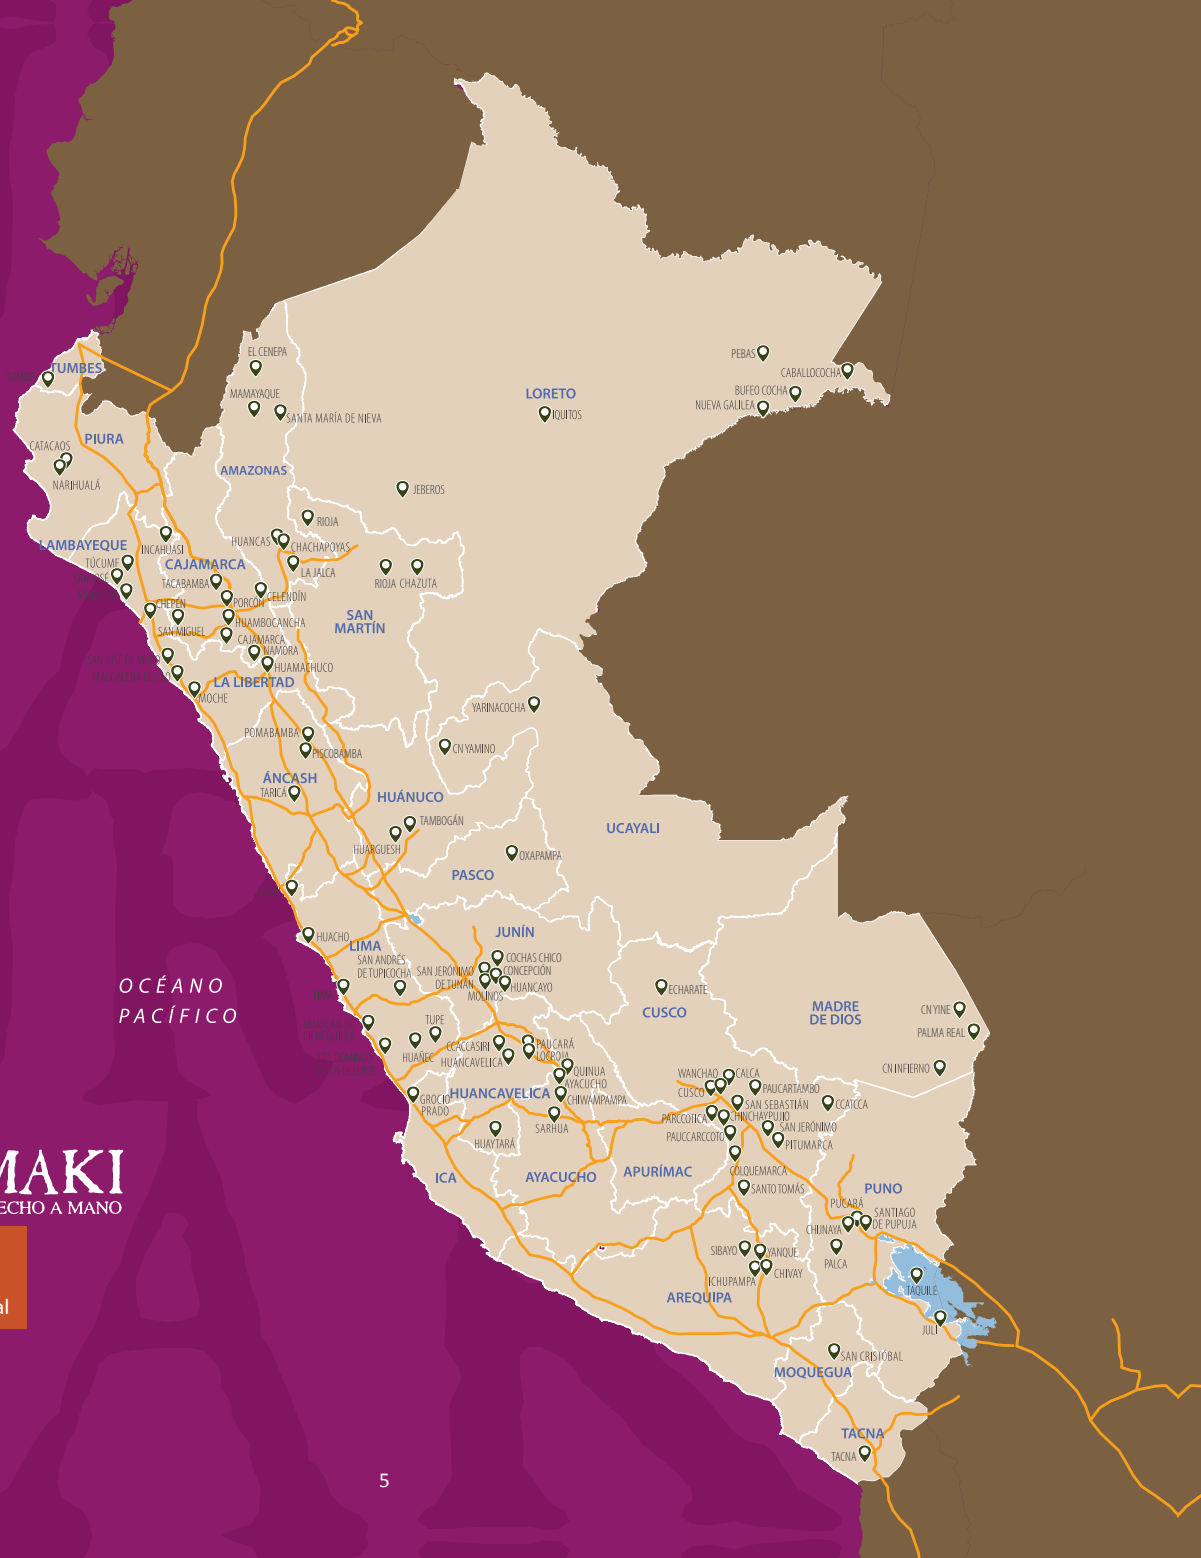 EL CENEPA
PEBAS
TUMBES
CABALLOCOCHA
MAMAYAQUE
LORETO
BUFEO COCHA
SANTA MARÍA DE NIEVA
IQUITOS
NUEVA GALILEA
PIURA
CATACAOS
AMAZONAS
NARIHUALÁ
JEBEROS
RIOJA
HUANCAS
CHACHAPOYAS
LAMBAYEQUE
INCAHUASI
TÚCUME
CAJAMARCA
LA JALCA
TACABAMBA
RIOJA
CHAZUTA
CELENDÍN
CHEPÉN
PORCÓN
HUAMBOCANCHA
SAN
MARTÍN
SAN MIGUEL
CAJAMARCA
NAMORA
HUAMACHUCO
LA LIBERTAD
MOCHE
YARINACOCHA
POMABAMBA
PISCOBAMBA
CN YAMINO
ÁNCASH
TARICÁ
HUÁNUCO
TAMBOGÁN
UCAYALI
HUARGUESH
OXAPAMPA
PASCO
HUACHO
LIMA
JUNÍN
SAN ANDRÉS
DE TUPICOCHA
COCHAS CHICO
SAN JERÓNIMO
DE TUNÁN
CONCEPCIÓN
HUANCAYO
MOLINOS
ECHARATE
OCÉANO
PACÍFICO
CUSCO
MADRE
DE DIOS
CN YINE
PALMA REAL
TUPE
HUAÑEC
CCACCASIRI
PAUCARÁ
LOCROJA
HUANCAVELICA
QUINUA
AYACUCHO
CN INFIERNO
WANCHAO
CALCA
CUSCO
PAUCARTAMBO
GROCIO
PRADO
HUANCAVELICA
CHIWAMPAMPA
SAN SEBASTIÁN
CCATCCA
PARCCOTICA
CHINCHAYPUJIO
SARHUA
SAN JERÓNIMO
HUAYTARÁ
PAUCCARCCOTO
PITUMARCA
ICA
AYACUCHO
APURÍMAC
COLQUEMARCA
SANTO TOMÁS
PUNO
PUCARÁ
SANTIAGO
DE PUPUJA
CHIJNAYA
SIBAYO
YANQUE
PALCA
ICHUPAMPA
CHIVAY
AREQUIPA
TAQUILE
JULI
SAN CRISTÓBAL
MOQUEGUA
TACNA
TACNA
MAKI
ECHO A MANO
al
5